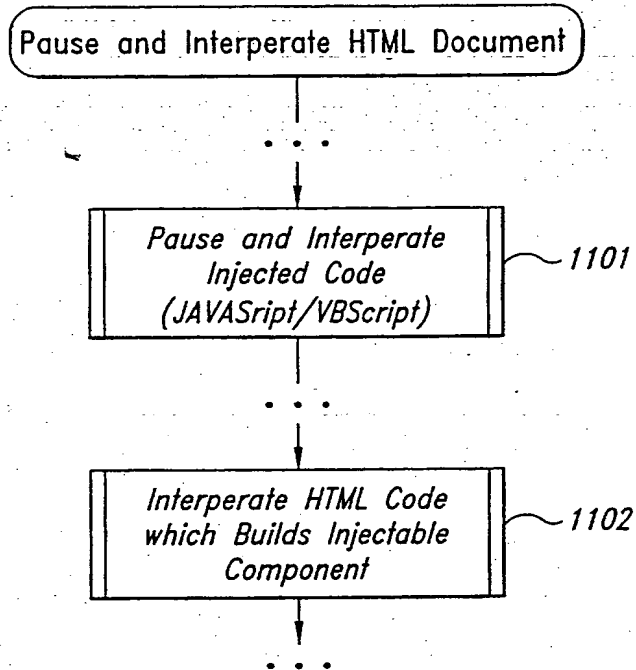 Pause and Interperate HTML Document
. . .
Pause and Interperate
Injected Code
(JAVASript/VBScript)
1101
. . .
Interperate HTML Code
which Builds Injectable
Component
1102
. . .